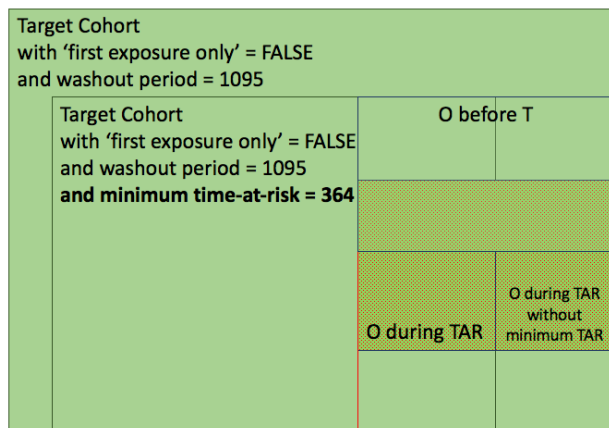 Target Cohort
with ‘first exposure only’ = FALSE
and washout period = 1095
Target Cohort
with ‘first exposure only’ = FALSE
and washout period = 1095
and minimum time-at-risk = 364
O before T
O during TAR
O during TAR
without
minimum TAR